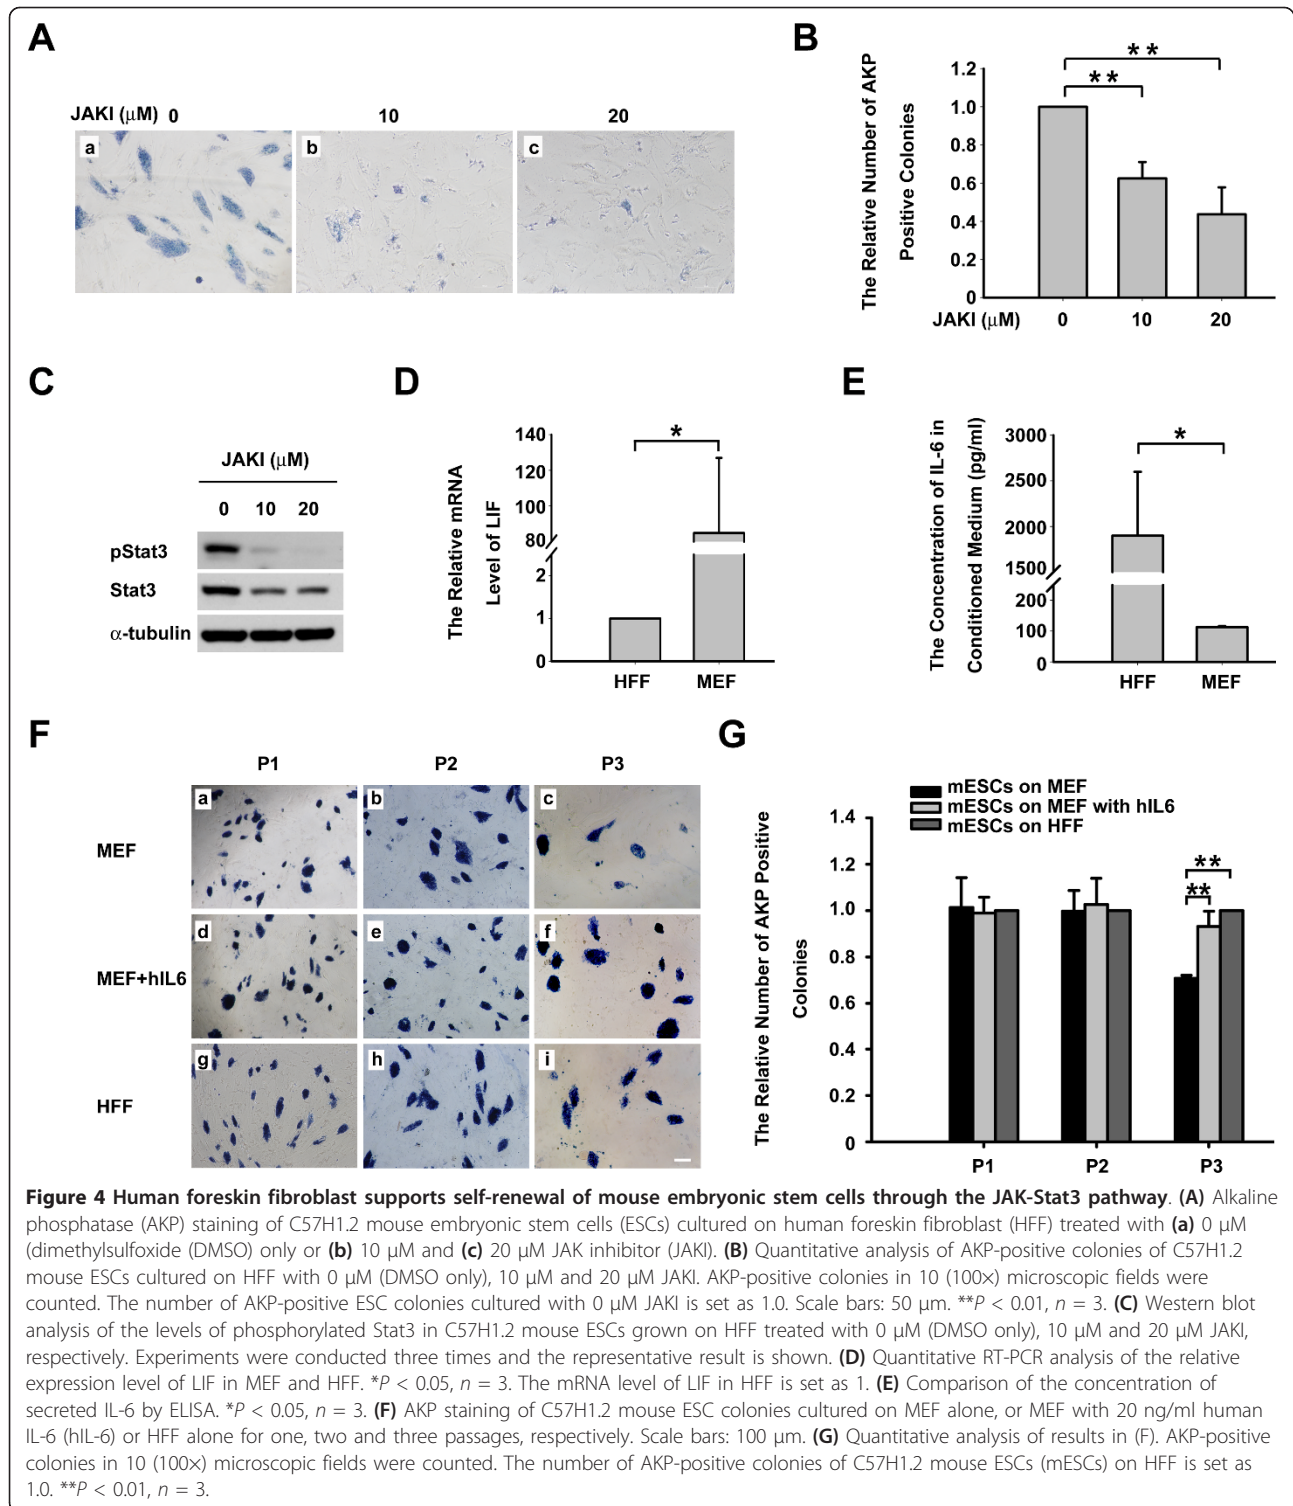 A
JAKI (μM) 0 10 20
a b c
B
The Relative Number of AKP
Positive Colonies
1.2
1.0
0.8
0.6
0.4
0.2
0
** **
JAKI (μM) 0 10 20
C
JAKI (μM)
0 10 20
pStat3
Stat3
α-tubulin
D
The Relative mRNA
Level of LIF
140
120
100
80
2
1
0
*
HFF MEF
E
The Concentration of IL-6 in
Conditioned Medium (pg/ml)
3000
2500
2000
1500
200
100
0
*
HFF MEF
F
P1 P2 P3
MEF
a b c
MEF+hIL6
d e f
HFF
g h i
G
mESCs on MEF
mESCs on MEF with hIL6
mESCs on HFF
The Relative Number of AKP Positive
Colonies
1.4
1.2
1.0
0.8
0.6
0.4
0.2
0
**
**
P1 P2 P3
Figure 4 Human foreskin fibroblast supports self-renewal of mouse embryonic stem cells through the JAK-Stat3 pathway. (A) Alkaline
phosphatase (AKP) staining of C57H1.2 mouse embryonic stem cells (ESCs) cultured on human foreskin fibroblast (HFF) treated with (a) 0 μM
(dimethylsulfoxide (DMSO) only or (b) 10 μM and (c) 20 μM JAK inhibitor (JAKI). (B) Quantitative analysis of AKP-positive colonies of C57H1.2
mouse ESCs cultured on HFF with 0 μM (DMSO only), 10 μM and 20 μM JAKI. AKP-positive colonies in 10 (100×) microscopic fields were
counted. The number of AKP-positive ESC colonies cultured with 0 μM JAKI is set as 1.0. Scale bars: 50 μm. **P < 0.01, n = 3. (C) Western blot
analysis of the levels of phosphorylated Stat3 in C57H1.2 mouse ESCs grown on HFF treated with 0 μM (DMSO only), 10 μM and 20 μM JAKI,
respectively. Experiments were conducted three times and the representative result is shown. (D) Quantitative RT-PCR analysis of the relative
expression level of LIF in MEF and HFF. *P < 0.05, n = 3. The mRNA level of LIF in HFF is set as 1. (E) Comparison of the concentration of
secreted IL-6 by ELISA. *P < 0.05, n = 3. (F) AKP staining of C57H1.2 mouse ESC colonies cultured on MEF alone, or MEF with 20 ng/ml human
IL-6 (hIL-6) or HFF alone for one, two and three passages, respectively. Scale bars: 100 μm. (G) Quantitative analysis of results in (F). AKP-positive
colonies in 10 (100×) microscopic fields were counted. The number of AKP-positive colonies of C57H1.2 mouse ESCs (mESCs) on HFF is set as
1.0. **P < 0.01, n = 3.